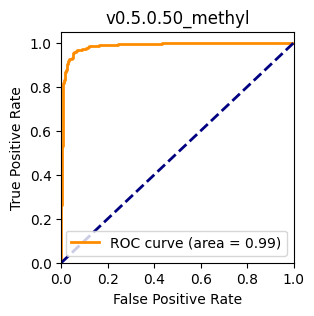 v0.5.0.50_methyl
1.0
0.8
0.6
0.4
0.2
0.0
True Positive Rate
ROC curve (area = 0.99)
0.0 0.2 0.4 0.6 0.8 1.0
False Positive Rate